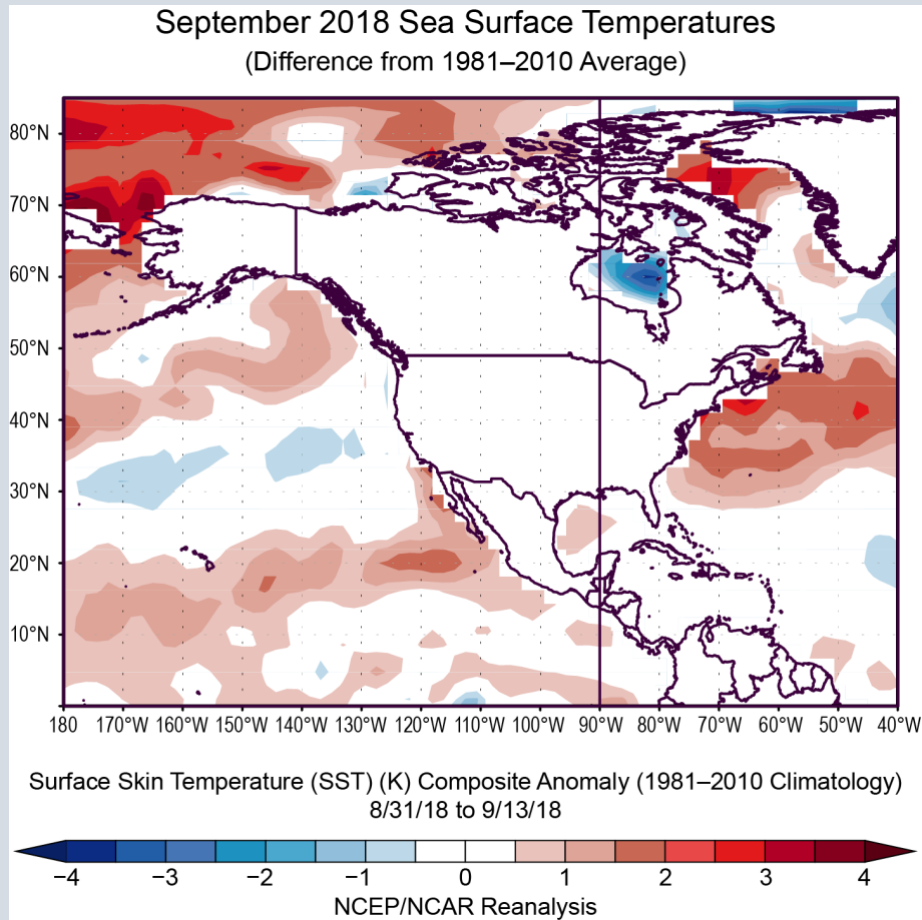 September 2018 Sea Surface Temperatures
(Difference from 1981–2010 Average)
80°N
70°N
60°N
50°N
40°N
30°N
20°N
10°N
180 170°W 160°W 150°W 140°W 130°W 120°W 110°W 100°W 90°W 80°W 70°W 60°W 50°W 40°W
Surface Skin Temperature (SST) (K) Composite Anomaly (1981–2010 Climatology)
8/31/18 to 9/13/18
−4 −3 −2 −1 0 1 2 3 4
NCEP/NCAR Reanalysis